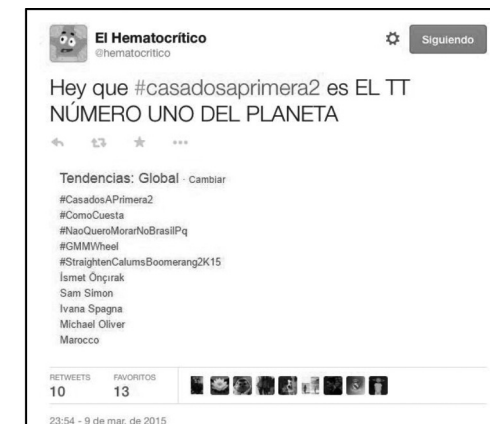 El Hematocrítico
@hematocritico
Siguiendo
Hey que #casadosaprimera2 es EL TT
NÚMERO UNO DEL PLANETA
Tendencias: Global · Cambiar
#CasadosAPrimera2
#ComoCuesta
#NaoQueroMorarNoBrasilPq
#GMMWheel
#StraightenCalumsBoomerang2K15
İsmet Önçırak
Sam Simon
Ivana Spagna
Michael Oliver
Marocco
RETWEETS FAVORITOS
10 13
23:54 - 9 de mar. de 2015